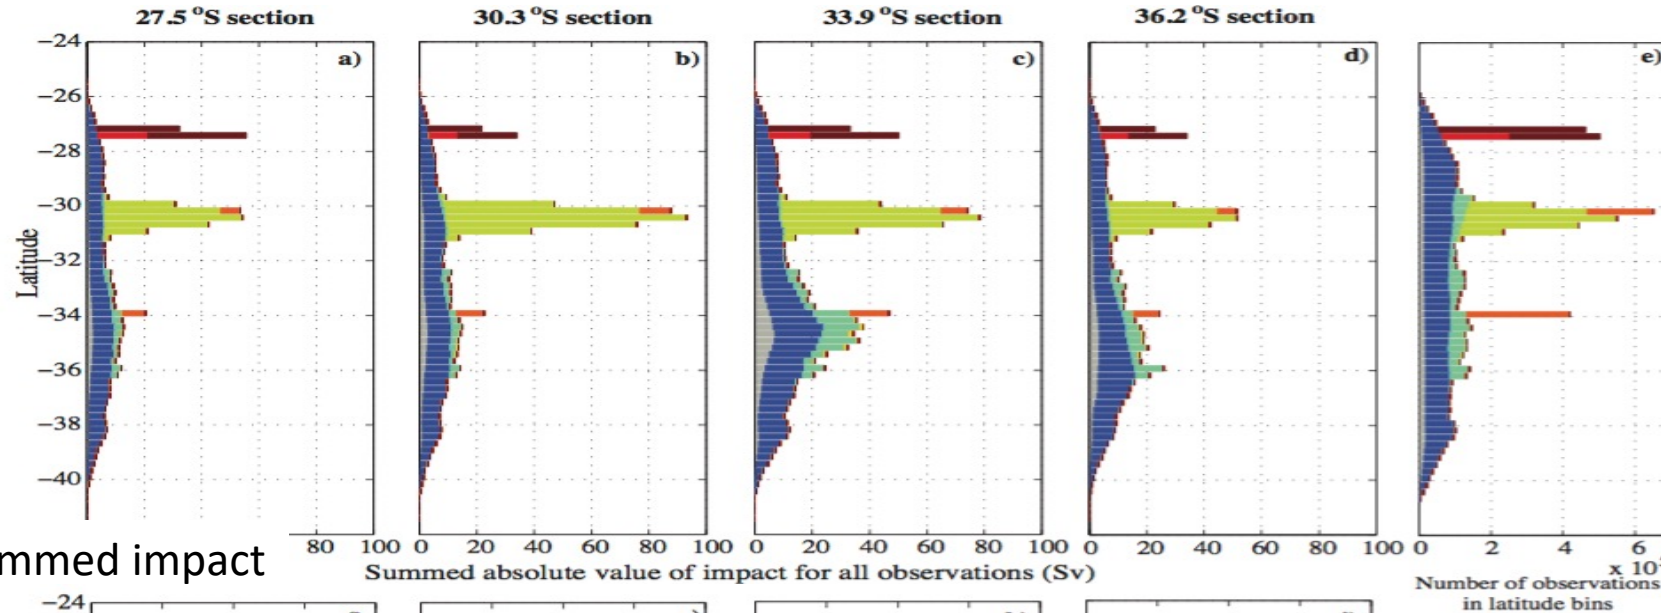 27.5 °S section 30.3 °S section 33.9 °S section 36.2 °S section
a) b) c) d) e)
Latitude
−24
−26
−28
−30
−32
−34
−36
−38
−40
80 100 0 20 40 60 80 100 0 20 40 60 80 100 0 20 40 60 80 100 0 2 4 6
Summed absolute value of impact for all observations (Sv)
Number of observations
in latitude bins
mmed impact
−24